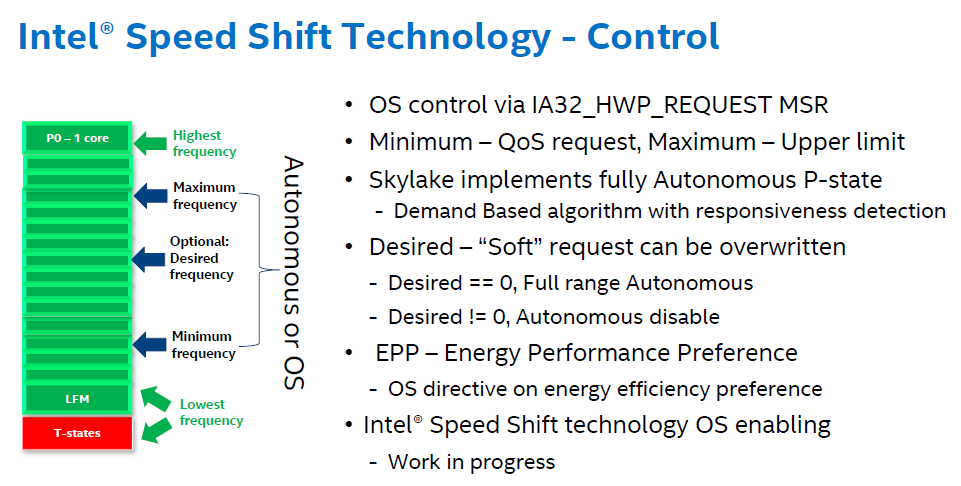 Intel® Speed Shift Technology - Control
P0 – 1 core
Highest
frequency
Maximum
frequency
Optional:
Desired
frequency
Minimum
frequency
LFM
Lowest
frequency
T-states
Autonomous or OS
• OS control via IA32_HWP_REQUEST MSR
• Minimum – QoS request, Maximum – Upper limit
• Skylake implements fully Autonomous P-state
- Demand Based algorithm with responsiveness detection
• Desired – “Soft” request can be overwritten
- Desired == 0, Full range Autonomous
- Desired != 0, Autonomous disable
• EPP – Energy Performance Preference
- OS directive on energy efficiency preference
• Intel® Speed Shift technology OS enabling
- Work in progress